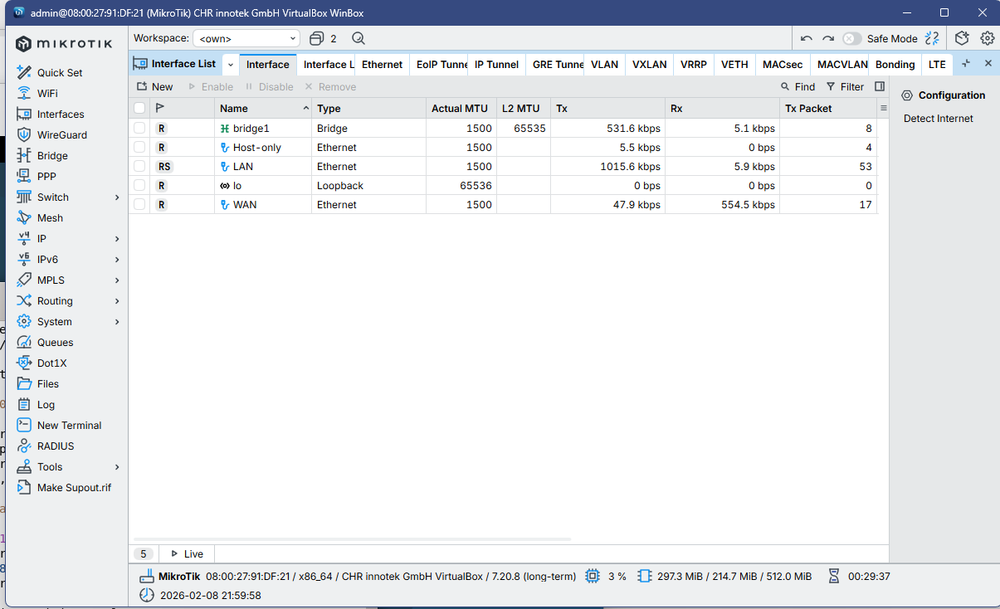 admin@08:00:27:91:DF:21 (MikroTik) CHR innotek GmbH VirtualBox WinBox
MIKROTIK
Workspace: <own> 2 Safe Mode
Interface List Interface Interface L Ethernet EoIP Tunne IP Tunnel GRE Tunne VLAN VXLAN VRRP VETH MACsec MACVLAN Bonding LTE
New Enable Disable Remove Find Filter
Name Type Actual MTU L2 MTU Tx Rx Tx Packet
R bridge1 Bridge 1500 65535 531.6 kbps 5.1 kbps 8
R Host-only Ethernet 1500 5.5 kbps 0 bps 4
RS LAN Ethernet 1500 1015.6 kbps 5.9 kbps 53
R lo Loopback 65536 0 bps 0 bps 0
R WAN Ethernet 1500 47.9 kbps 554.5 kbps 17
Configuration
Detect Internet
Quick Set
WiFi
Interfaces
WireGuard
Bridge
PPP
Switch
Mesh
IP
IPv6
MPLS
Routing
System
Queues
Dot1X
Files
Log
New Terminal
RADIUS
Tools
Make Supout.rif
5 Live
MikroTik 08:00:27:91:DF:21 / x86_64 / CHR innotek GmbH VirtualBox / 7.20.8 (long-term) 3 % 297.3 MiB / 214.7 MiB / 512.0 MiB 00:29:37
2026-02-08 21:59:58